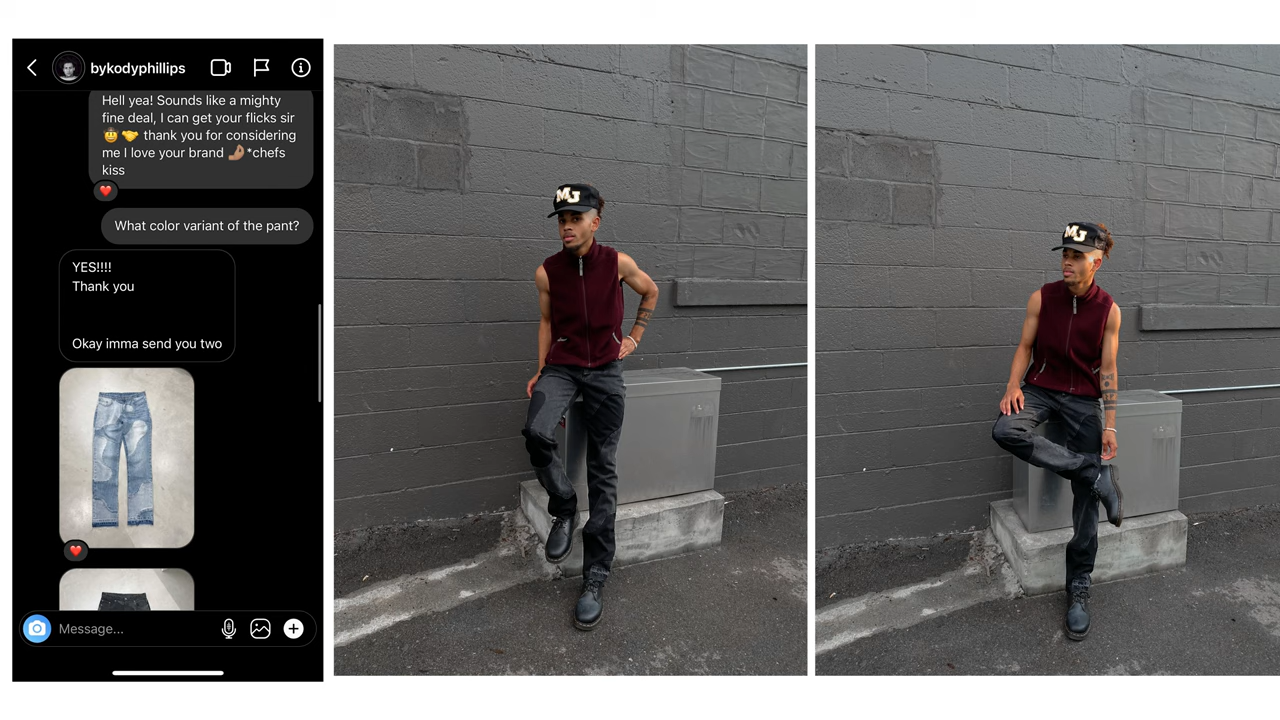 bykodyphillips
Hell yea! Sounds like a mighty
fine deal, I can get your flicks sir
🤠🤝 thank you for considering
me I love your brand 🤌🏽*chefs
kiss
What color variant of the pant?
YES!!!!
Thank you
Okay imma send you two
Message...
MJ
MJ